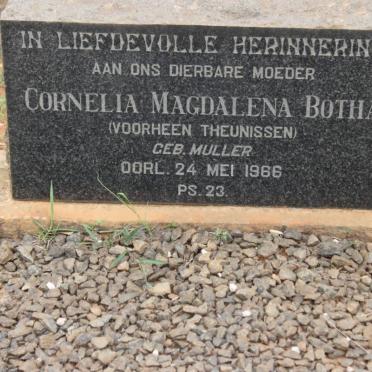 IN LIEFDEVOLLE HERINNERIN
AAN ONS DIERBARE MOEDER
CORNELIA MAGDALENA BOTHA
(VOORHEEN THEUNISSEN)
GEB. MULLER
OORL. 24 MEI 1966
PS. 23.